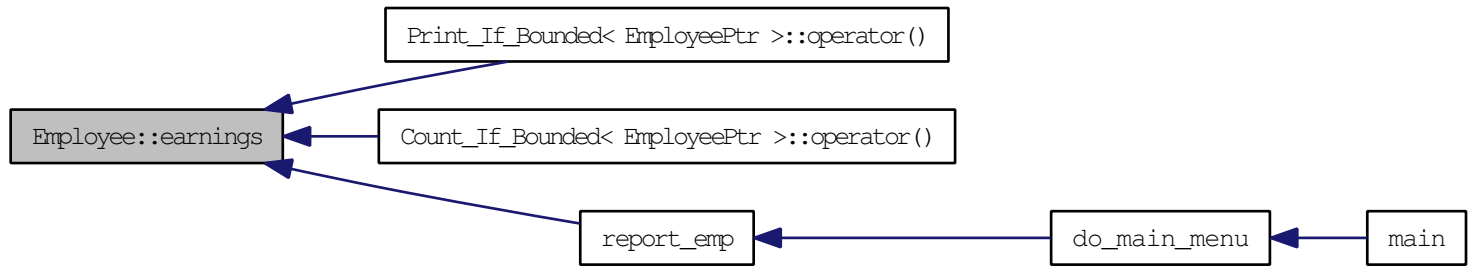 Print_If_Bounded< EmployeePtr >::operator()
Employee::earnings
Count_If_Bounded< EmployeePtr >::operator()
report_emp
do_main_menu
main